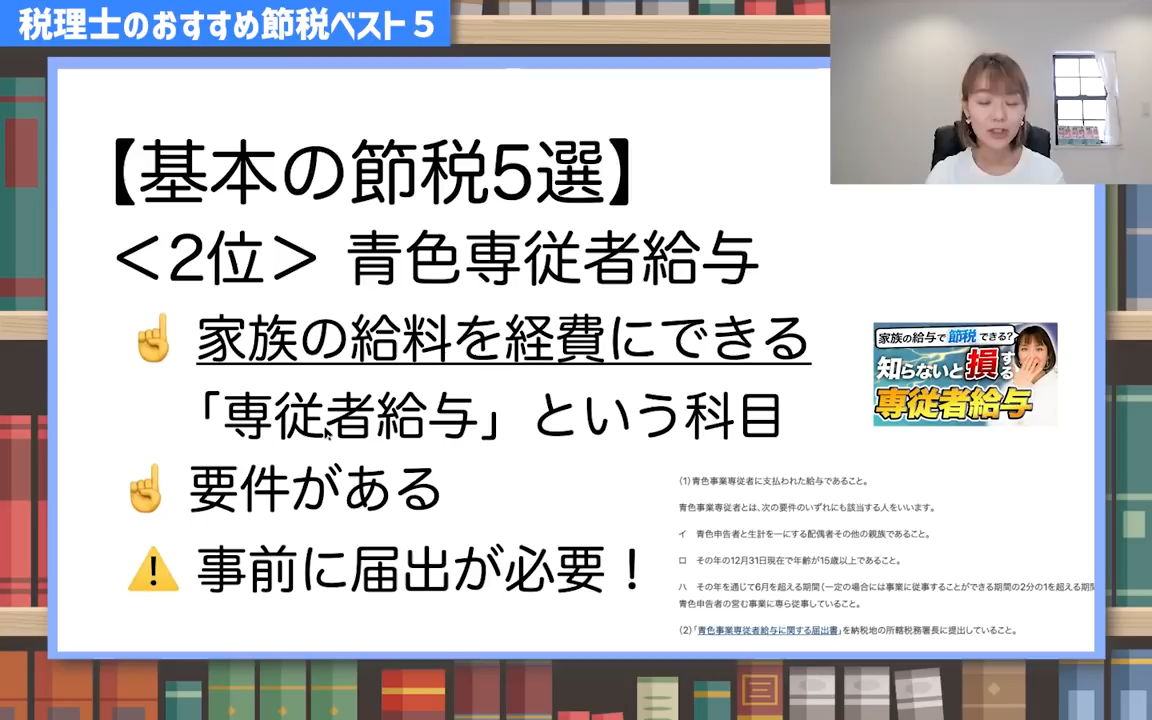 税理士のおすすめ節税ベスト５
【基本の節税5選】
＜2位＞ 青色専従者給与
☝ 家族の給料を経費にできる
「専従者給与」という科目
☝ 要件がある
⚠ 事前に届出が必要！
家族の給与で節税できる？
知らないと損する
専従者給与
(1)青色事業専従者に支払われた給与であること。
青色事業専従者とは、次の要件のいずれにも該当する人をいいます。
イ　青色申告者と生計を一にする配偶者その他の親族であること。
ロ　その年の12月31日現在で年齢が15歳以上であること。
ハ　その年を通じて6月を超える期間（一定の場合には事業に従事することができる期間の2分の1を超える期間
青色申告者の営む事業に専ら従事していること。
(2)「青色事業専従者給与に関する届出書」を納税地の所轄税務署長に提出していること。